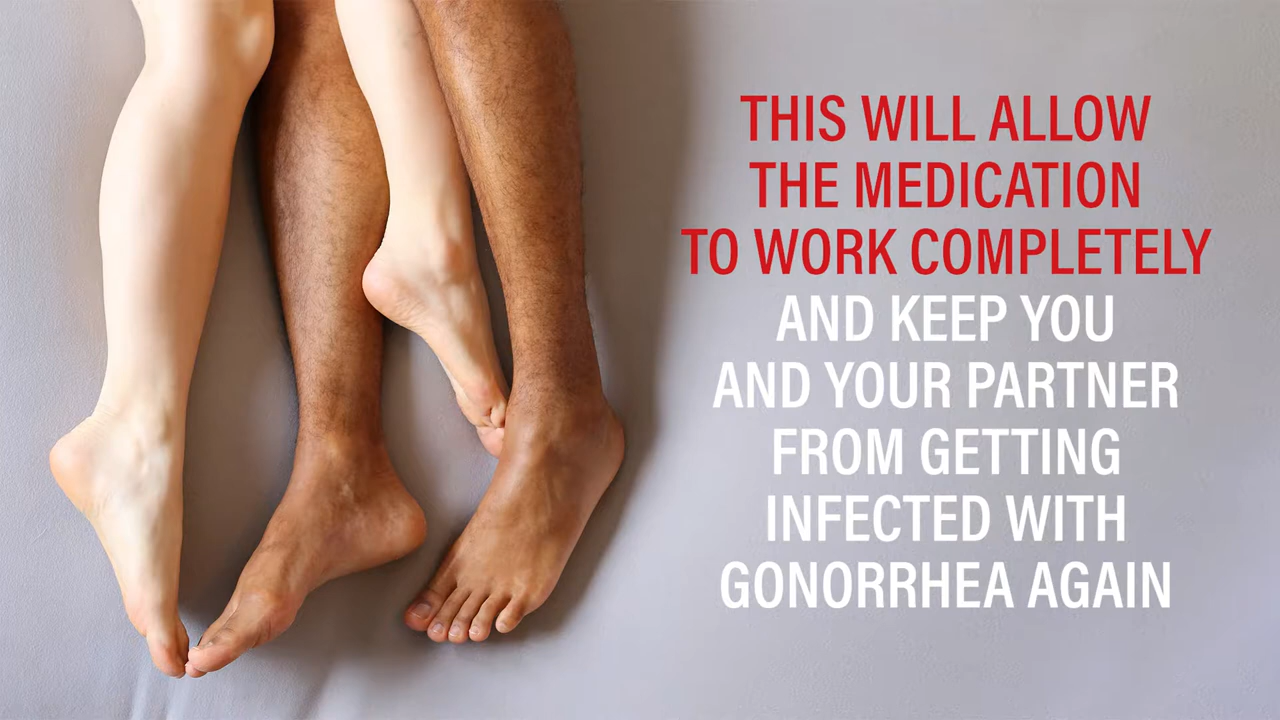 THIS WILL ALLOW
THE MEDICATION
TO WORK COMPLETELY
AND KEEP YOU
AND YOUR PARTNER
FROM GETTING
INFECTED WITH
GONORRHEA AGAIN